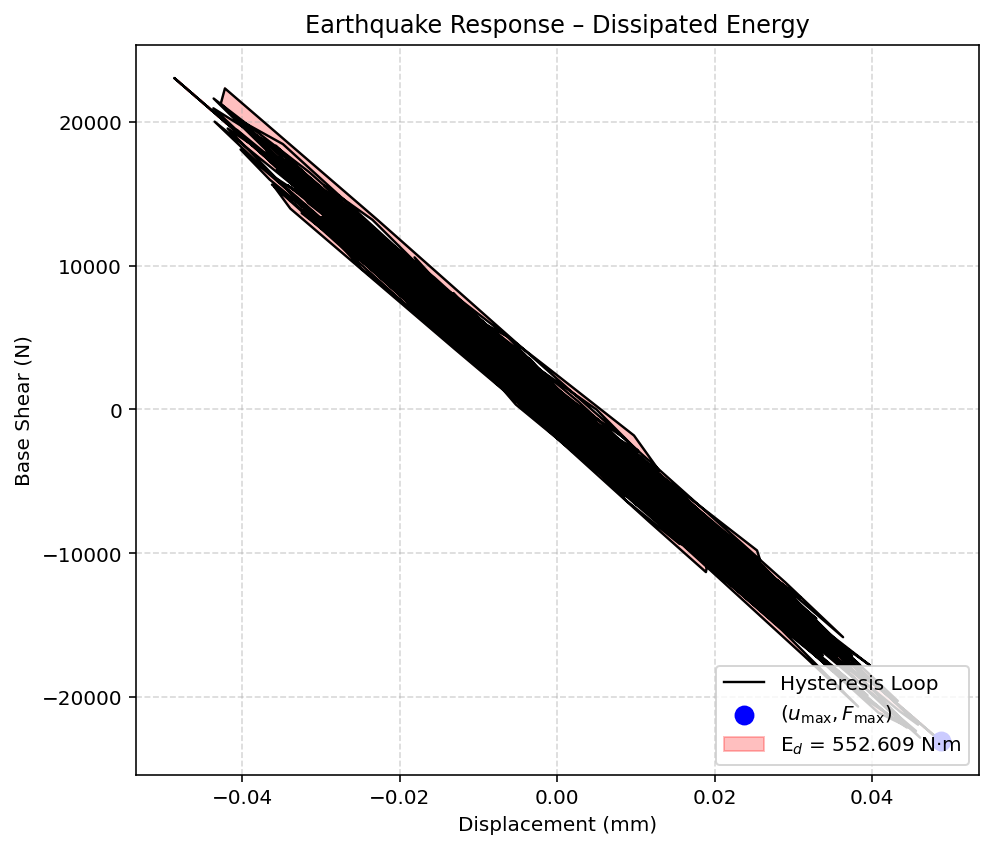 Earthquake Response – Dissipated Energy
Base Shear (N)
20000
10000
0
−10000
−20000
Hysteresis Loop
(u_max, F_max)
E_d = 552.609 N·m
−0.04
−0.02
0.00
0.02
0.04
Displacement (mm)